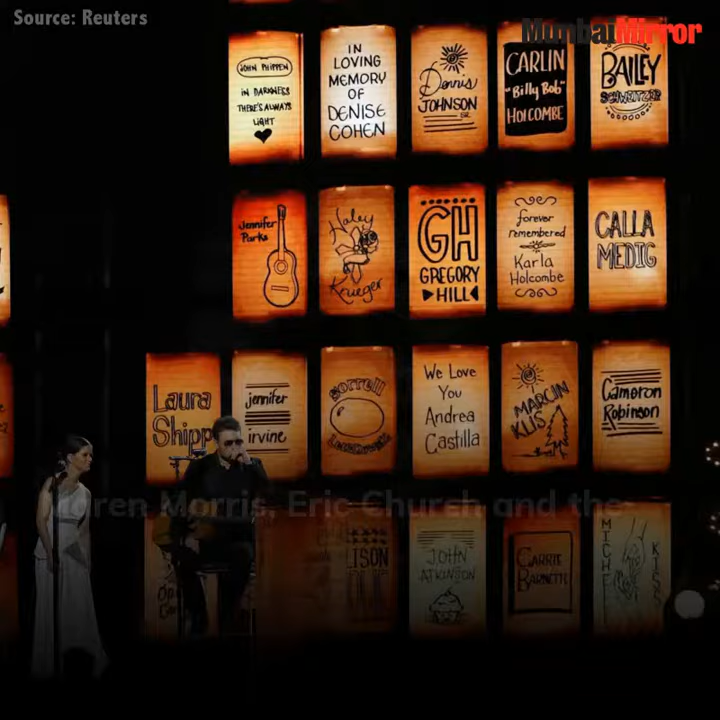 Source: Reuters
MumbaiMirror
JOHN PHIPPEN
IN DARKNESS
THERE'S ALWAYS
LIGHT
IN
LOVING
MEMORY
OF
DENISE
COHEN
Dennis
JOHNSON
SR.
CARLIN
"Billy Bob"
HOLCOMBE
BAILEY
SCHWEITZER
Jennifer
Parks
Haley
Krueger
GH
GREGORY
HILL
forever
remembered
Karla
Holcombe
CALLA
MEDIG
Laura
Shipp
jennifer
irvine
We Love
You
Andrea
Castilla
MARCIN
KLIS
Cameron
Robinson
Maren Morris, Eric Church and the
JOHN
ATKINSON
CARRIE
BARNETTE